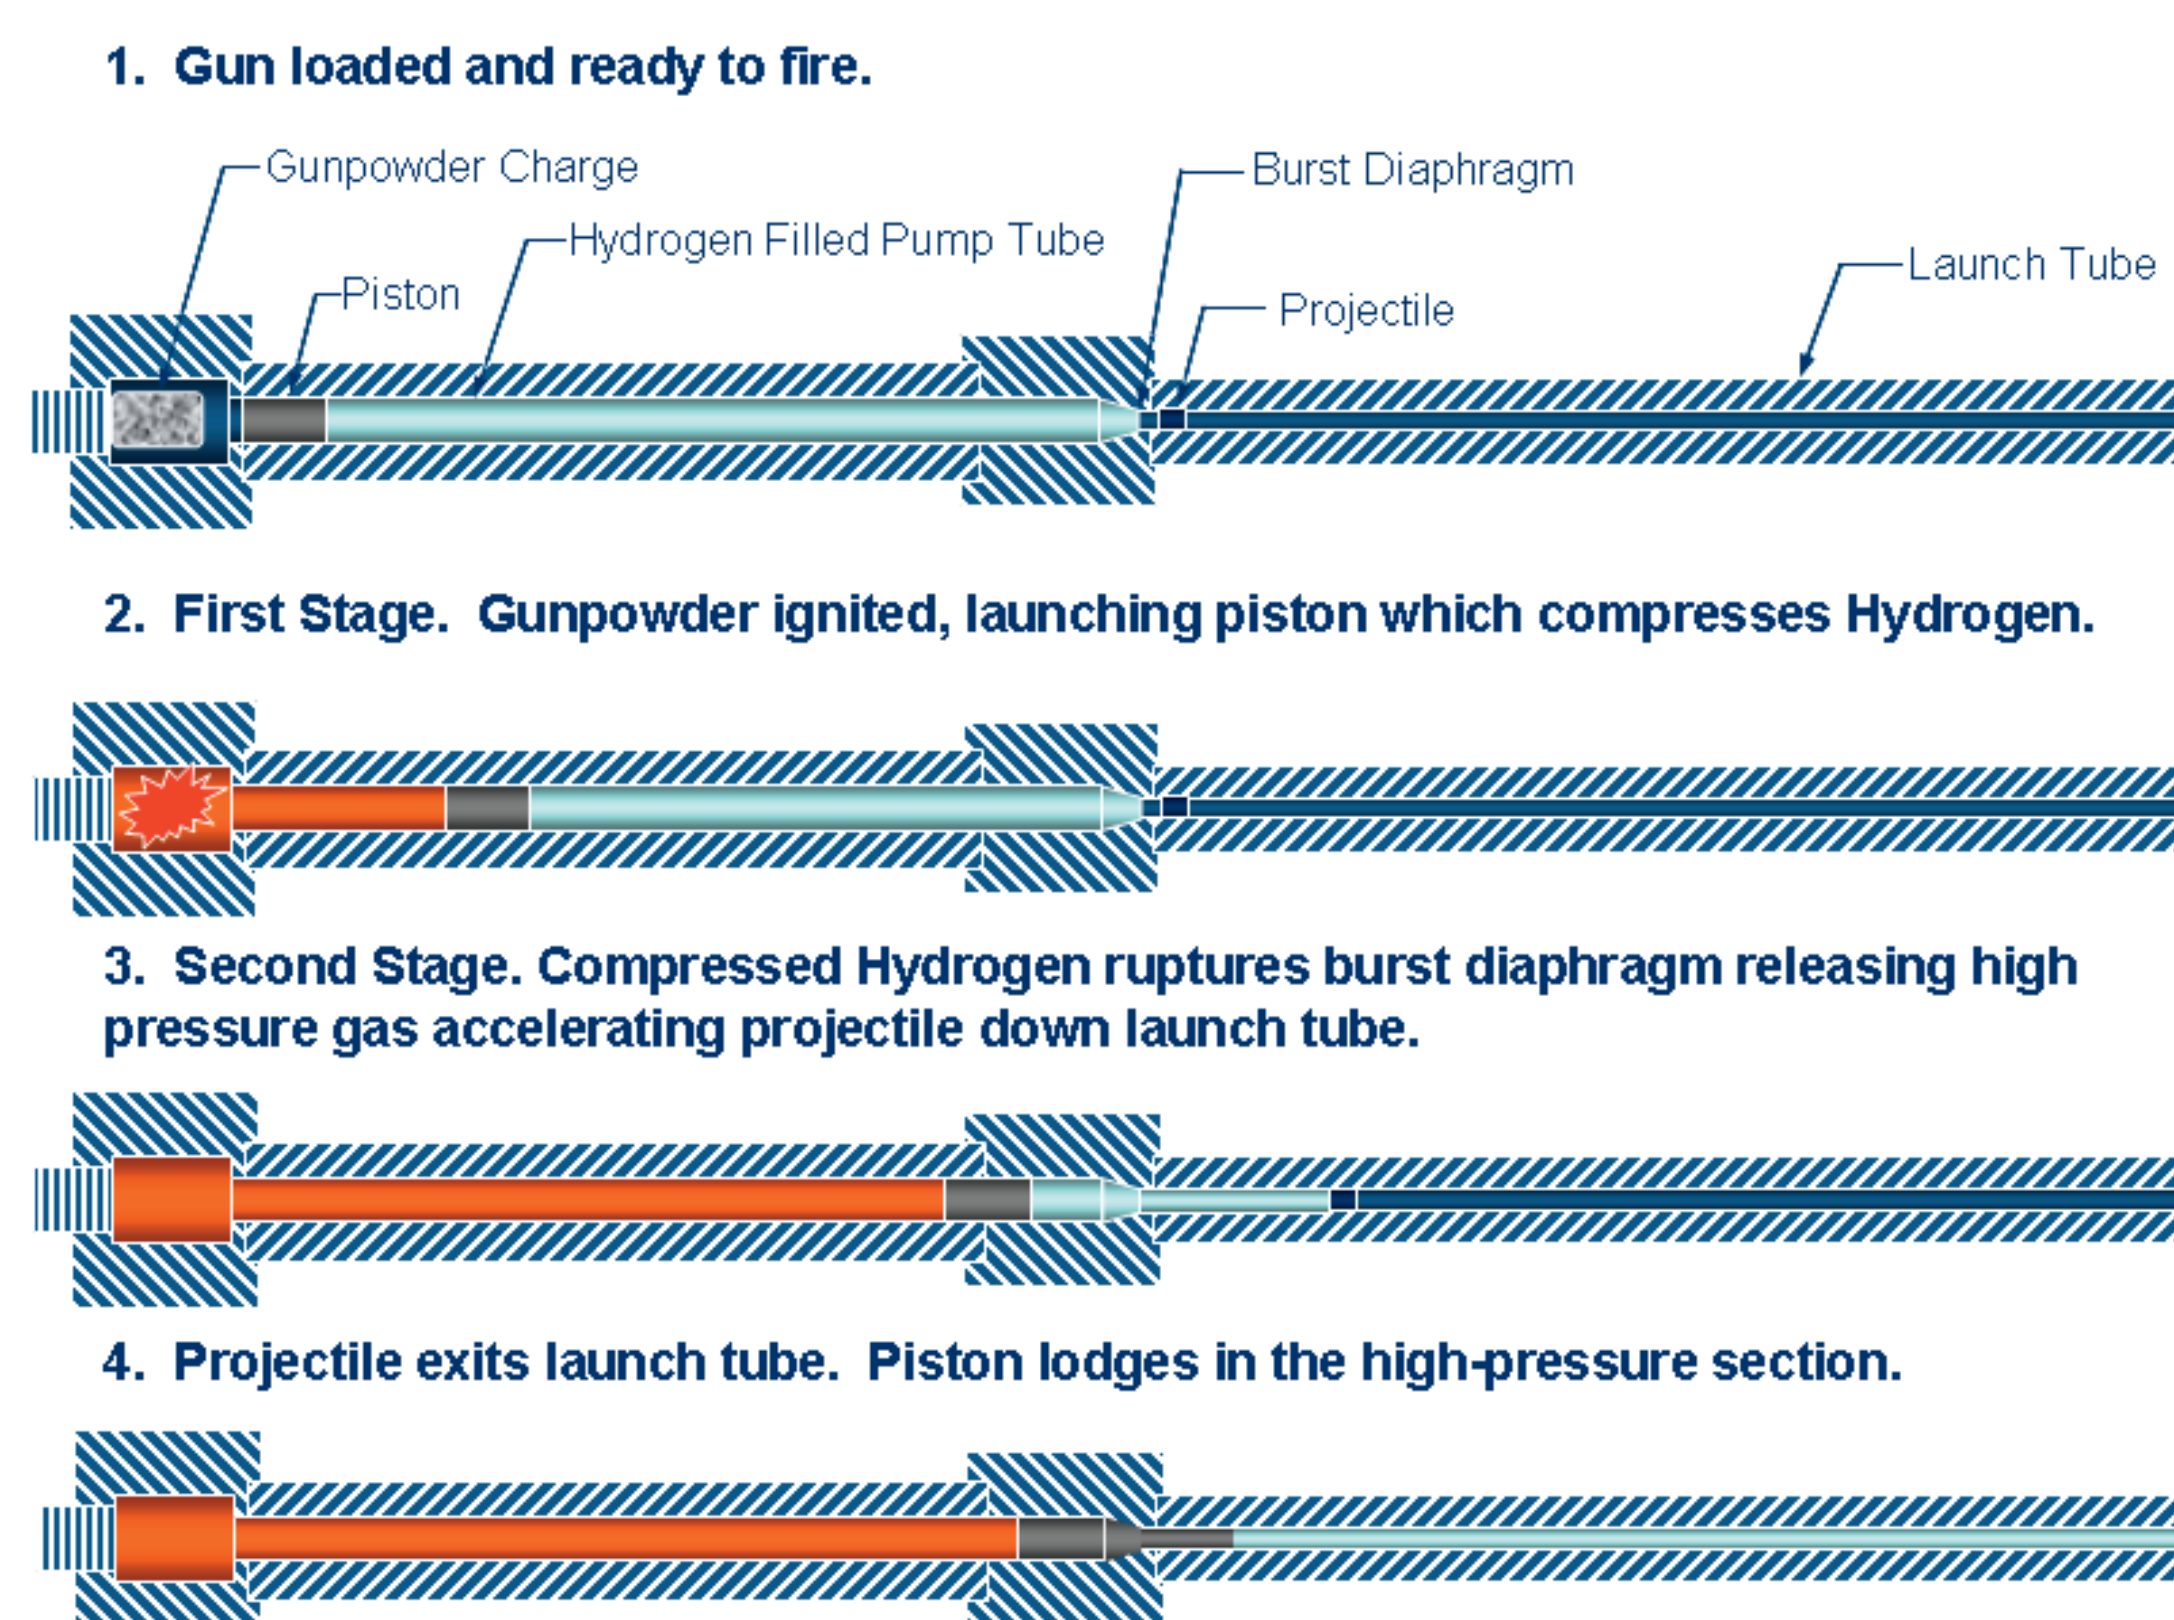 1. Gun loaded and ready to fire.
Gunpowder Charge
Burst Diaphragm
Hydrogen Filled Pump Tube
Launch Tube
Piston
Projectile
2. First Stage. Gunpowder ignited, launching piston which compresses Hydrogen.
3. Second Stage. Compressed Hydrogen ruptures burst diaphragm releasing high
pressure gas accelerating projectile down launch tube.
4. Projectile exits launch tube. Piston lodges in the high-pressure section.